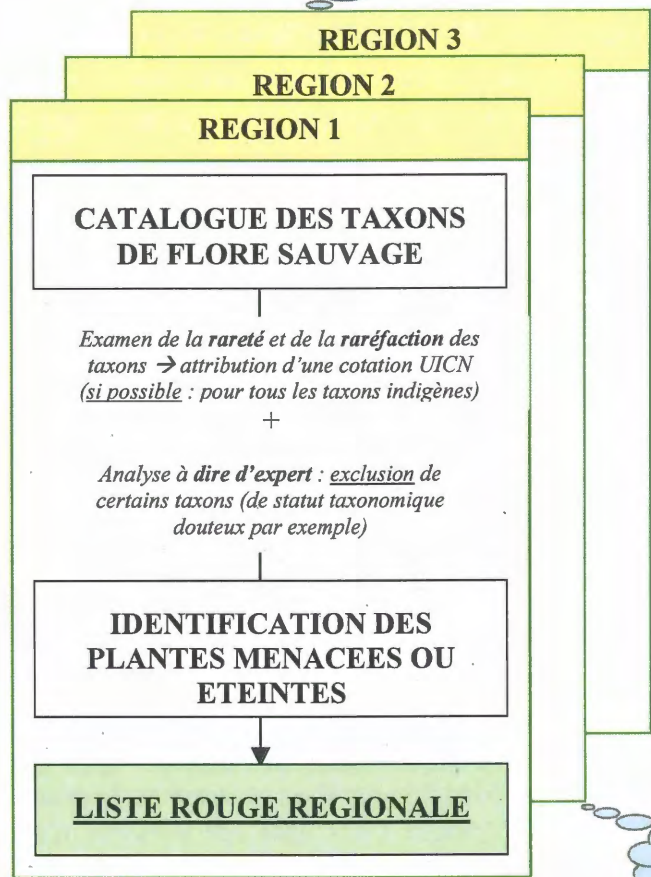 REGION 3
REGION 2
REGION 1
CATALOGUE DES TAXONS
DE FLORE SAUVAGE
Examen de la rareté et de la raréfaction des
taxons → attribution d'une cotation UICN
(si possible : pour tous les taxons indigènes)
+
Analyse à dire d'expert : exclusion de
certains taxons (de statut taxonomique
douteux par exemple)
IDENTIFICATION DES
PLANTES MENACEES OU
ETEINTES
LISTE ROUGE REGIONALE